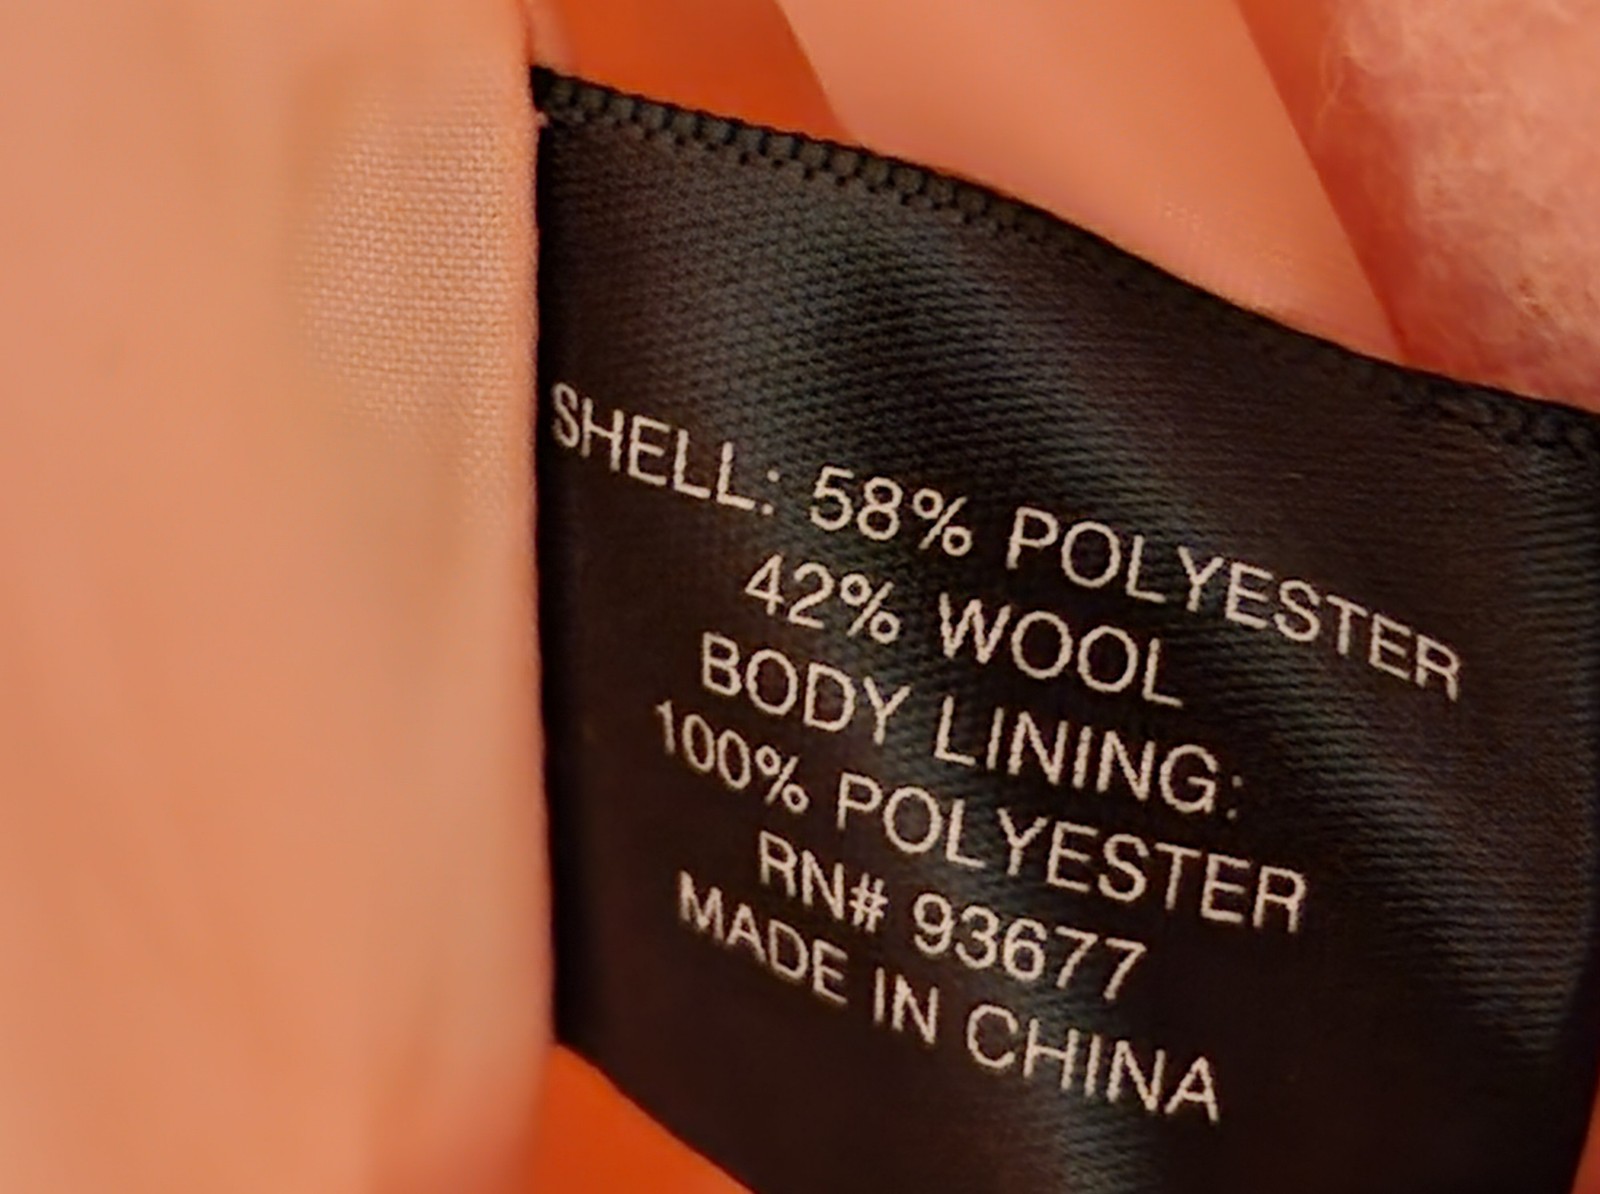 SHELL: 58% POLYESTER
42% WOOL
BODY LINING:
100% POLYESTER
RN# 93677
MADE IN CHINA